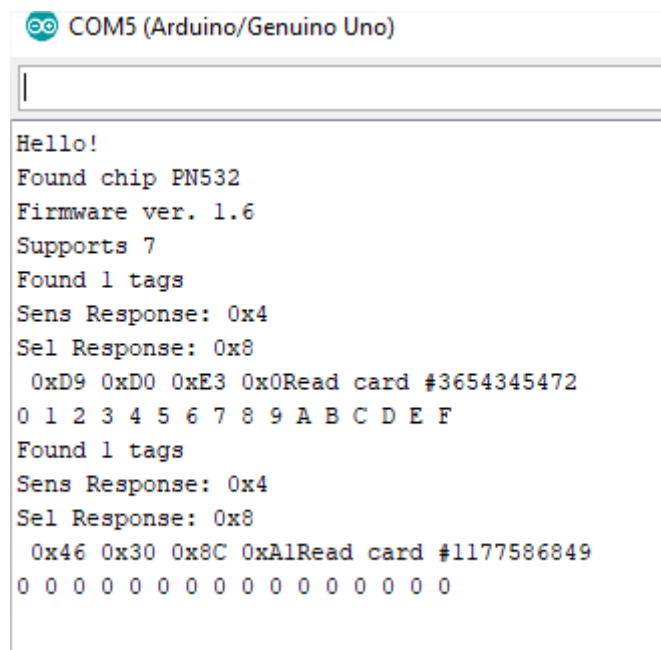 COM5 (Arduino/Genuino Uno)
Hello!
Found chip PN532
Firmware ver. 1.6
Supports 7
Found 1 tags
Sens Response: 0x4
Sel Response: 0x8
0xD9 0xD0 0xE3 0x0Read card #3654345472
0 1 2 3 4 5 6 7 8 9 A B C D E F
Found 1 tags
Sens Response: 0x4
Sel Response: 0x8
0x46 0x30 0x8C 0xA1Read card #1177586849
0 0 0 0 0 0 0 0 0 0 0 0 0 0 0 0